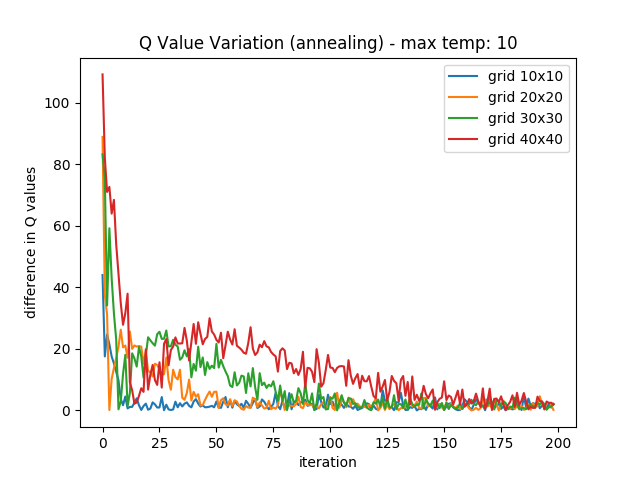 Q Value Variation (annealing) - max temp: 10
grid 10x10
grid 20x20
grid 30x30
grid 40x40
difference in Q values
100
80
60
40
20
0
0 25 50 75 100 125 150 175 200
iteration